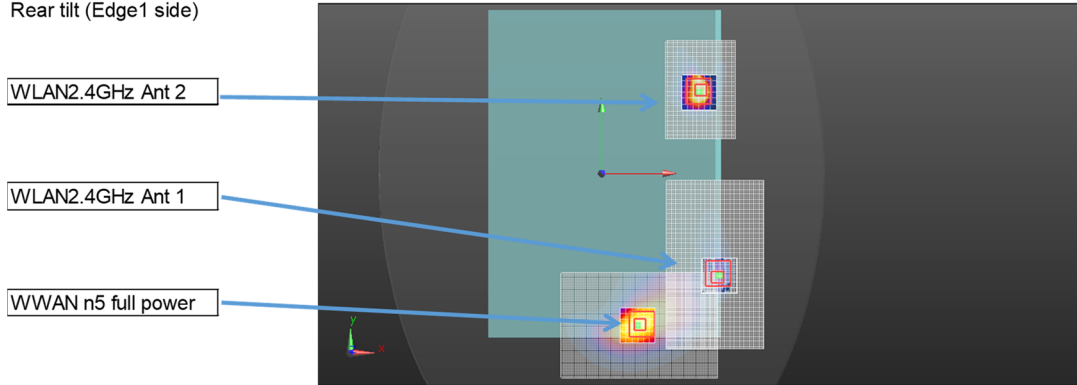 Rear tilt (Edge1 side)
WLAN2.4GHz Ant 2
WLAN2.4GHz Ant 1
WWAN n5 full power
y
x